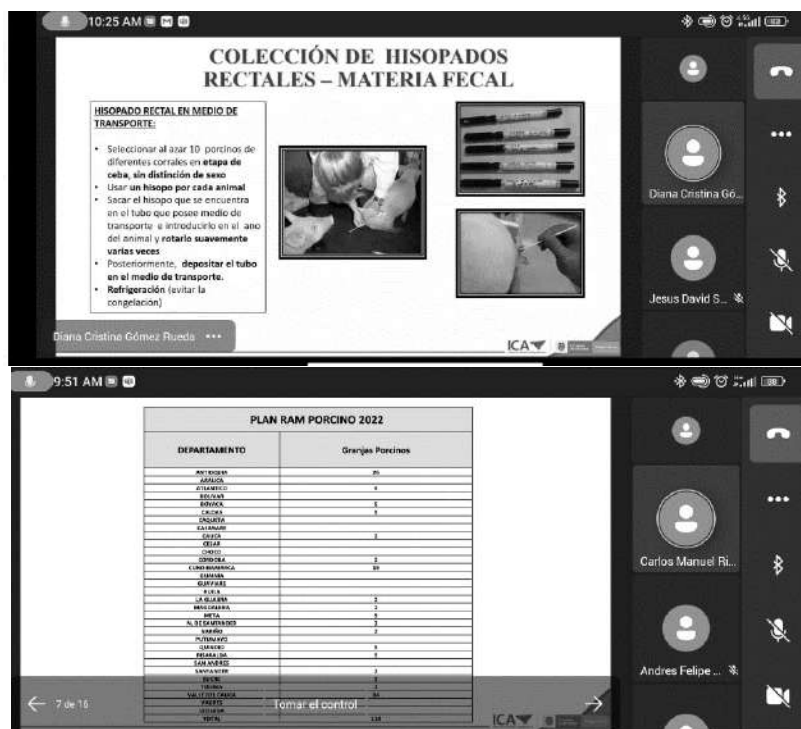 10:25 AM
COLECCIÓN DE HISOPADOS
RECTALES – MATERIA FECAL
HISOPADO RECTAL EN MEDIO DE
TRANSPORTE:
• Seleccionar al azar 10 porcinos de
diferentes corrales en etapa de
ceba, sin distinción de sexo
• Usar un hisopo por cada animal
• Sacar el hisopo que se encuentra
en el tubo que posee medio de
transporte e introducirlo en el ano
del animal y rotarlo suavemente
varias veces
• Posteriormente, depositar el tubo
en el medio de transporte.
• Refrigeración (evitar la
congelación)
Diana Cristina Gómez Rueda •••
ICA
Diana Cristina Gó...
Jesus David S...
9:51 AM
PLAN RAM PORCINO 2022
DEPARTAMENTO Granjas Porcinos
ANTIOQUIA
ARAUCA
ATLANTICO
BOLIVAR
BOYACA
CALDAS
CAQUETA
CASANARE
CAUCA
CESAR
CHOCO
CORDOBA
CUNDINAMARCA
GUAINIA
GUAVIARE
HUILA
LA GUAJIRA
MAGDALENA
META
N. DE SANTANDER
NARIÑO
PUTUMAYO
QUINDIO
RISARALDA
SAN ANDRES
SANTANDER
SUCRE
TOLIMA
VALLE DEL CAUCA
VAUPES
VICHADA
TOTAL
7 de 16
Tomar el control
ICA
Carlos Manuel Ri...
Andres Felipe ...